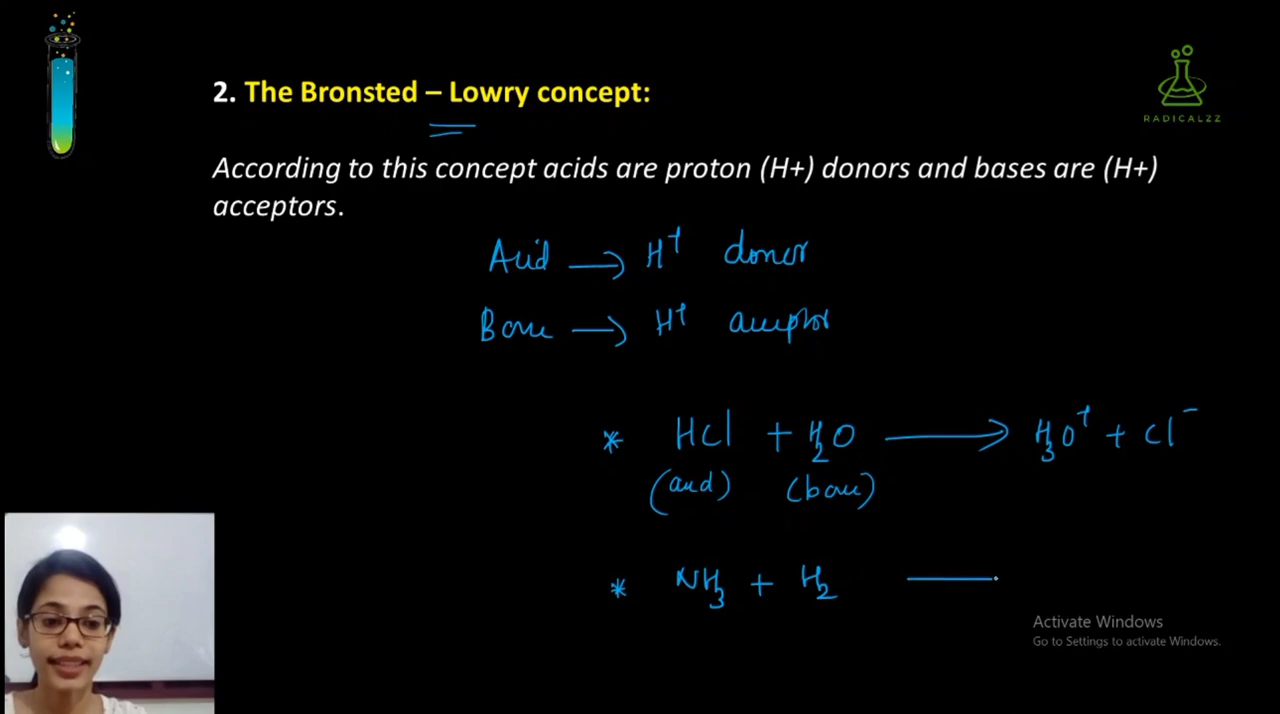 2. The Bronsted – Lowry concept:
RADICALZZ
According to this concept acids are proton (H+) donors and bases are (H+)
acceptors.
Acid → H⁺ donor
Base → H⁺ acceptor
* HCl + H₂O → H₃O⁺ + Cl⁻
(acid) (base)
* NH₃ + H₂
Activate Windows
Go to Settings to activate Windows.